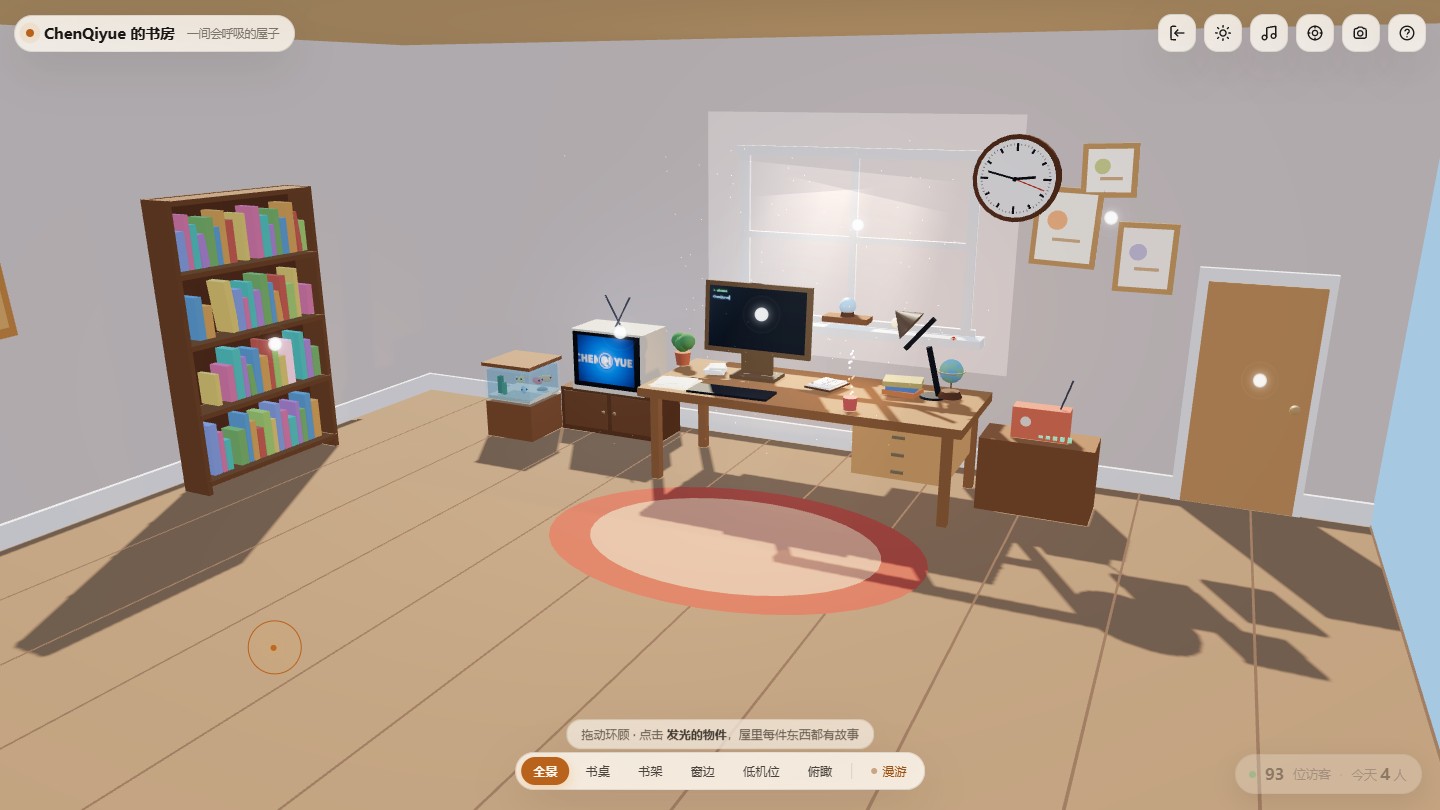 ChenQiyue 的书房 一间会呼吸的屋子
CHENQIYUE
拖动环顾 · 点击 发光的物件，屋里每件东西都有故事
全景 书桌 书架 窗边 低机位 俯瞰 漫游
93 位访客 · 今天 4 人